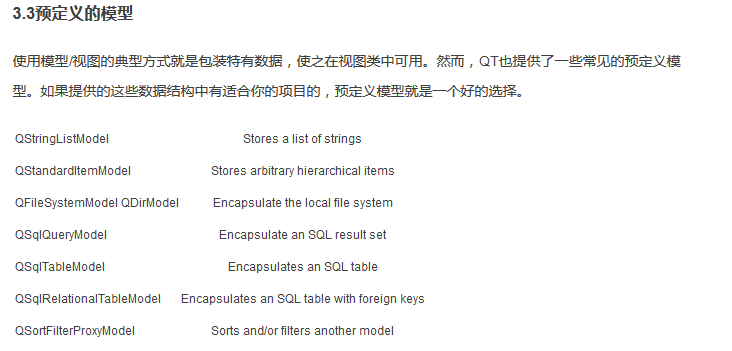 3.3预定义的模型
使用模型/视图的典型方式就是包装特有数据，使之在视图类中可用。然而，QT也提供了一些常见的预定义模
型。如果提供的这些数据结构中有适合你的项目的，预定义模型就是一个好的选择。
QStringListModel Stores a list of strings
QStandardItemModel Stores arbitrary hierarchical items
QFileSystemModel QDirModel Encapsulate the local file system
QSqlQueryModel Encapsulate an SQL result set
QSqlTableModel Encapsulates an SQL table
QSqlRelationalTableModel Encapsulates an SQL table with foreign keys
QSortFilterProxyModel Sorts and/or filters another model